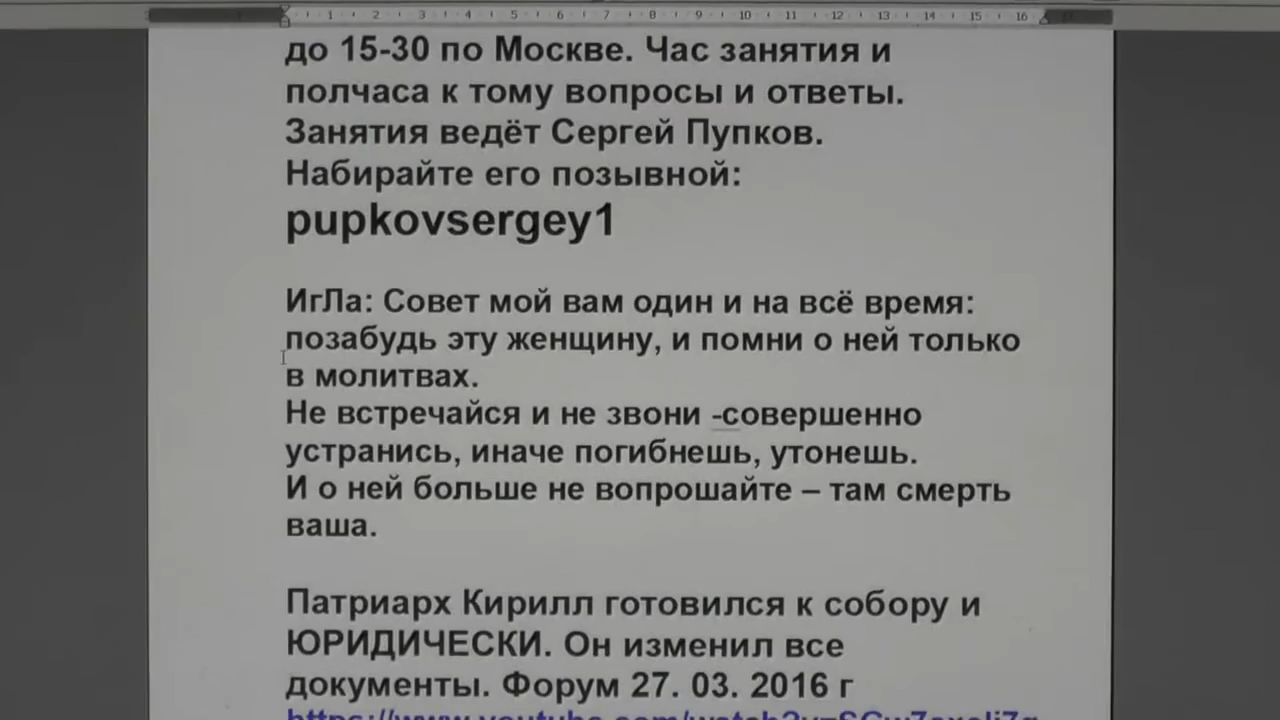 до 15-30 по Москве. Час занятия и
полчаса к тому вопросы и ответы.
Занятия ведёт Сергей Пупков.
Набирайте его позывной:
pupkovsergey1
ИгЛа: Совет мой вам один и на всё время:
позабудь эту женщину, и помни о ней только
в молитвах.
Не встречайся и не звони -совершенно
устранись, иначе погибнешь, утонешь.
И о ней больше не вопрошайте – там смерть
ваша.
Патриарх Кирилл готовился к собору и
ЮРИДИЧЕСКИ. Он изменил все
документы. Форум 27. 03. 2016 г